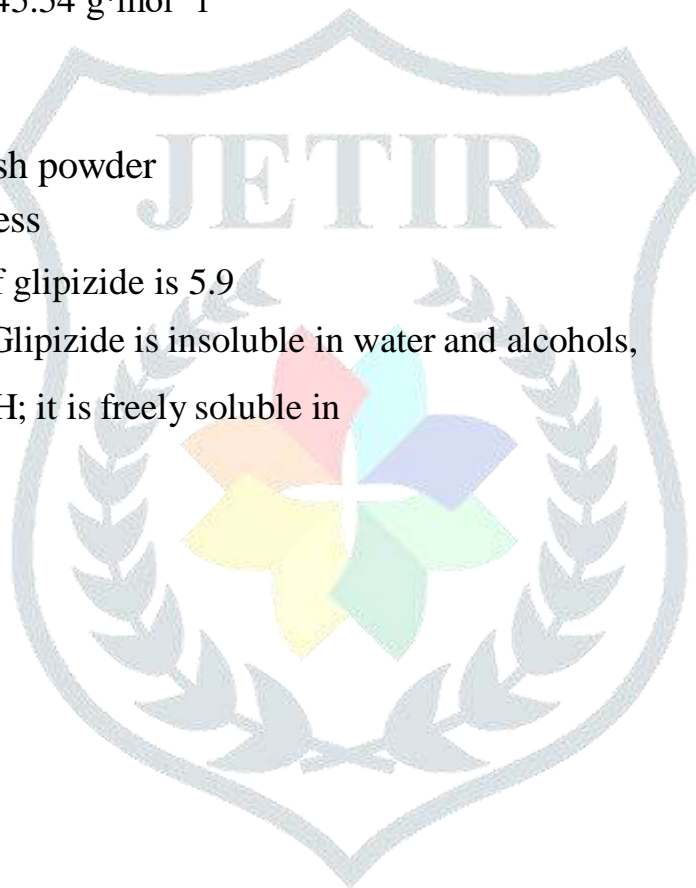 45.54 g·mol−1
JETIR
sh powder
ess
f glipizide is 5.9
Glipizide is insoluble in water and alcohols,
H; it is freely soluble in